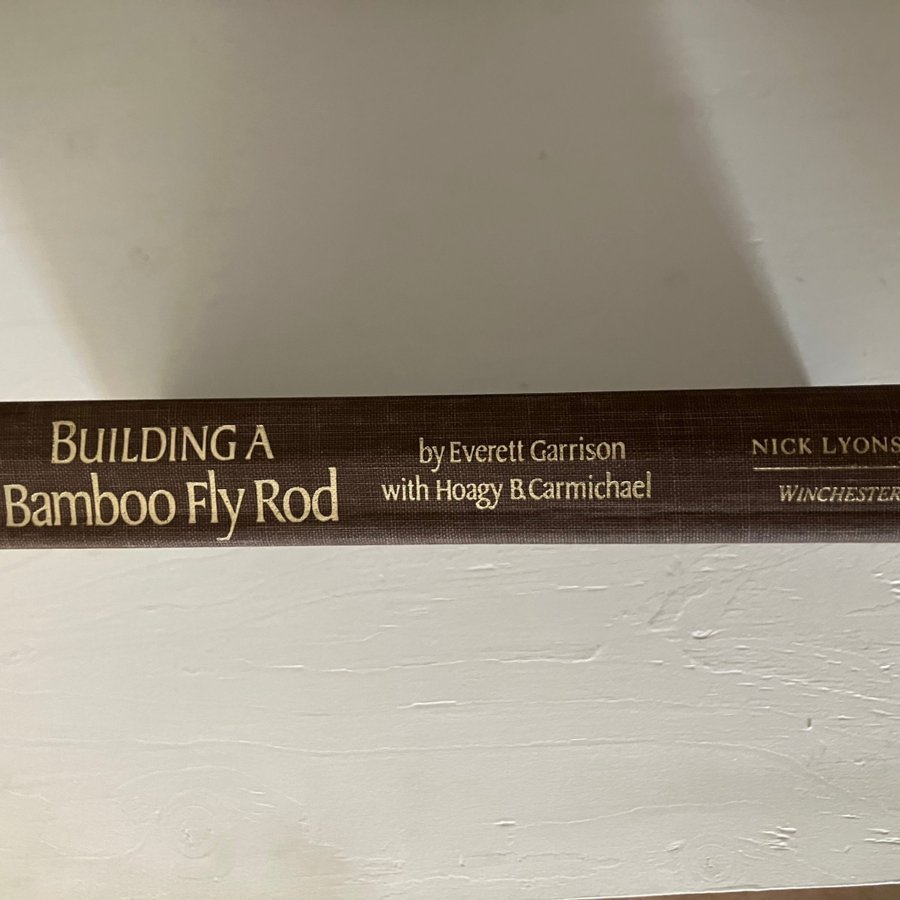 BUILDING A
Bamboo Fly Rod
by Everett Garrison
with Hoagy B. Carmichael
NICK LYONS
WINCHESTER